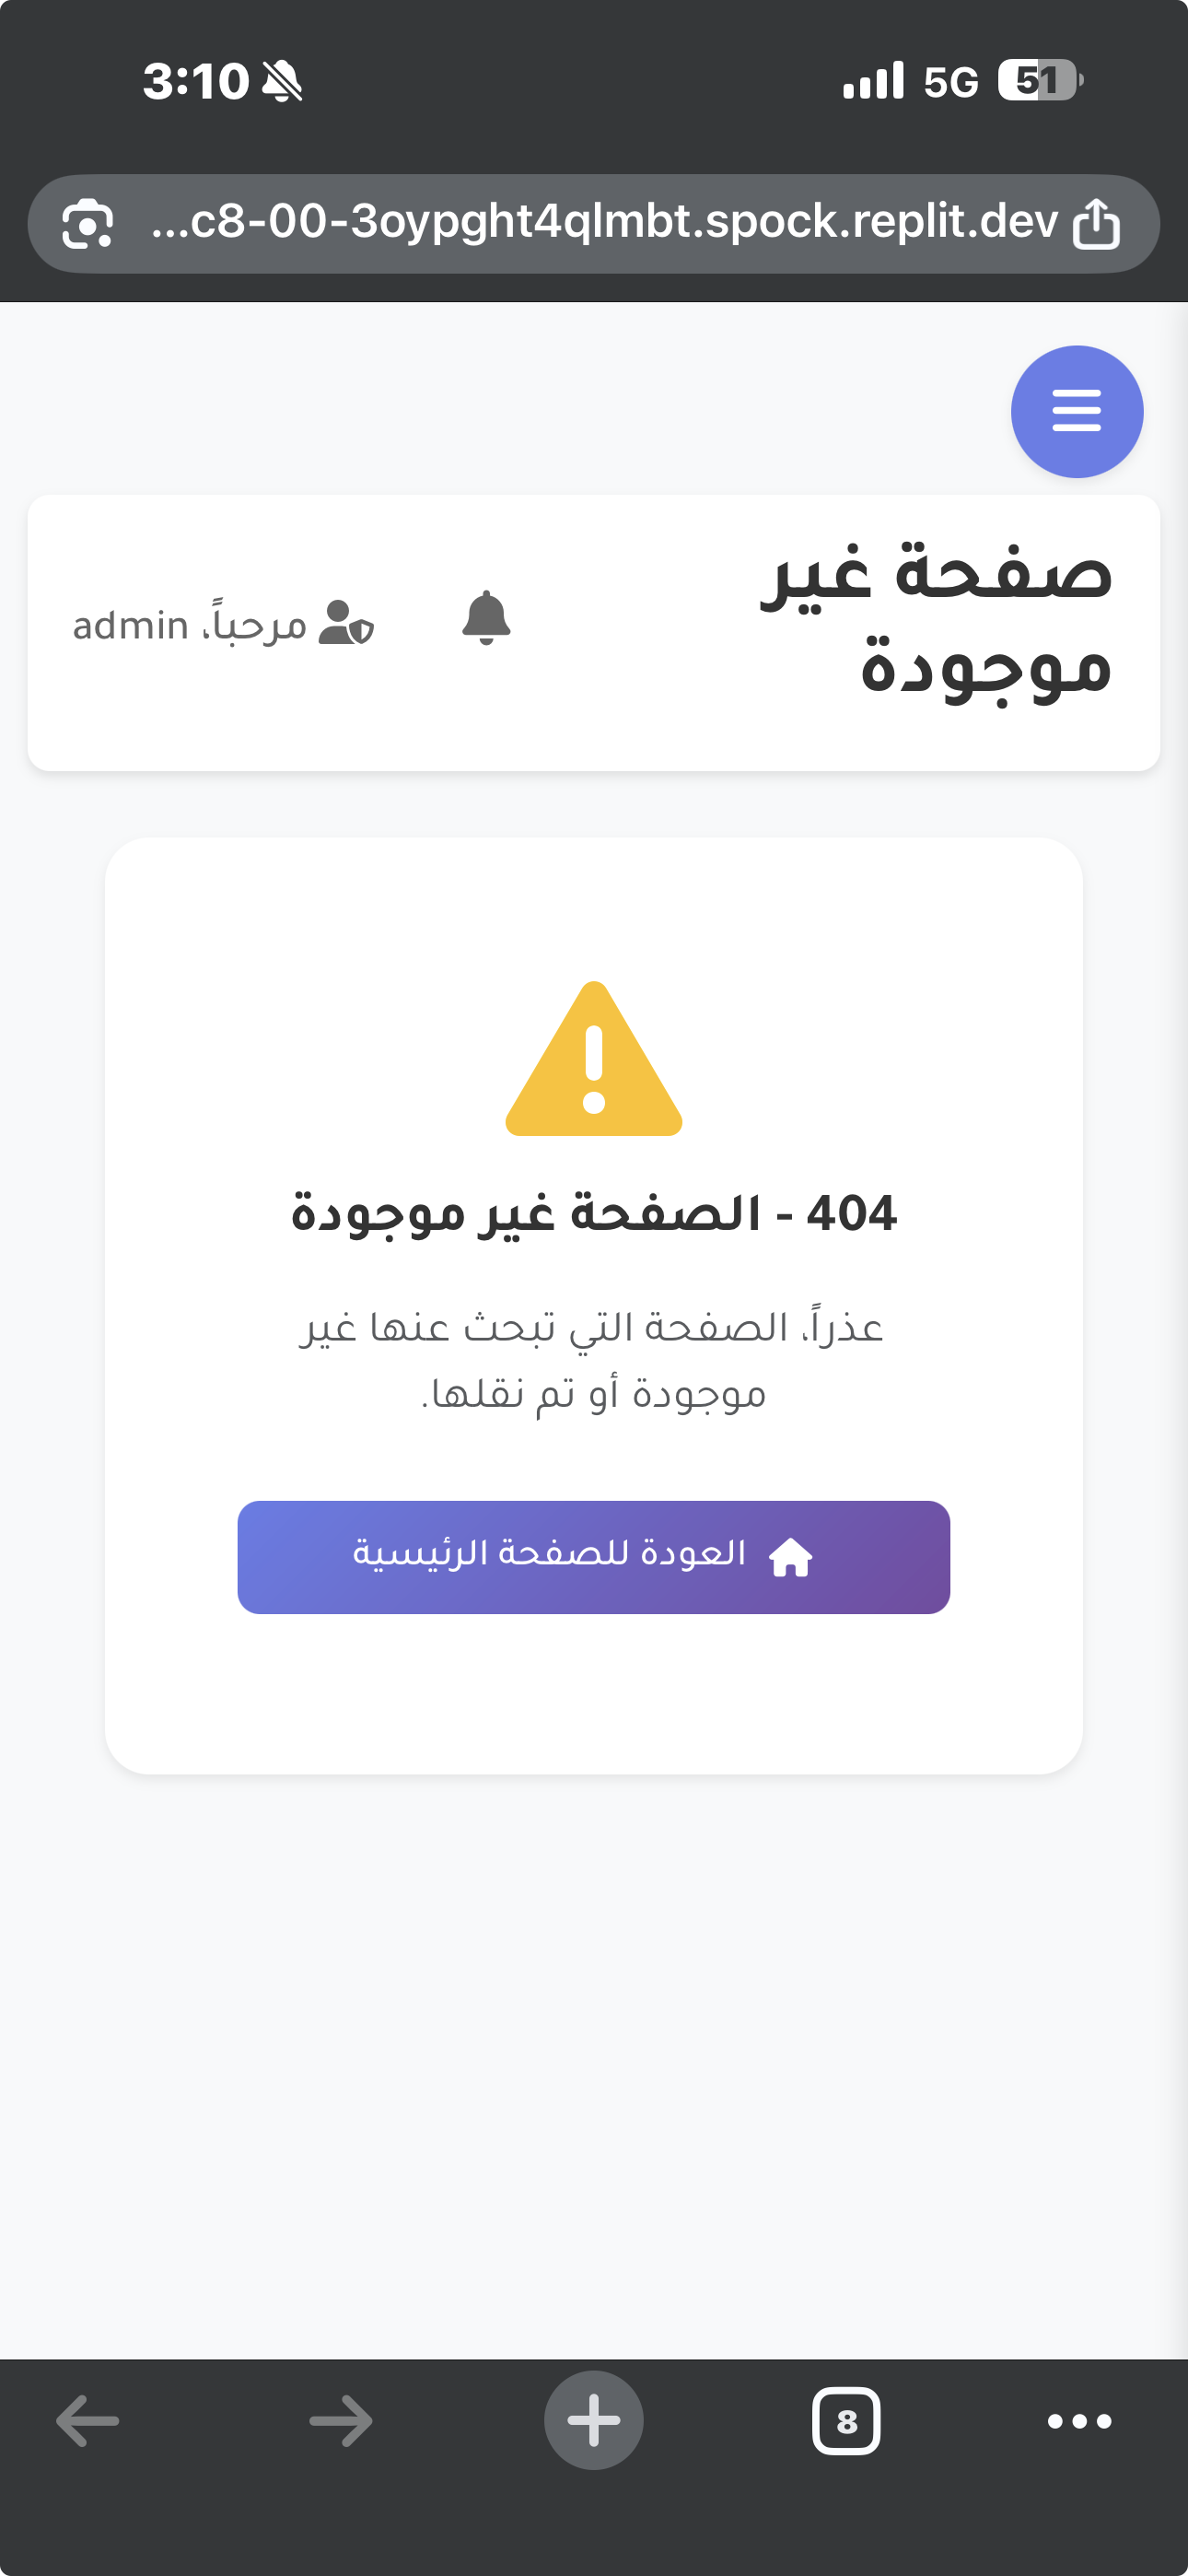 3:10
5G 51
...c8-00-3oypght4qlmbt.spock.replit.dev
صفحة غير
موجودة
مرحباً، admin
404 - الصفحة غير موجودة
عذراً، الصفحة التي تبحث عنها غير
موجودة أو تم نقلها.
العودة للصفحة الرئيسية
8